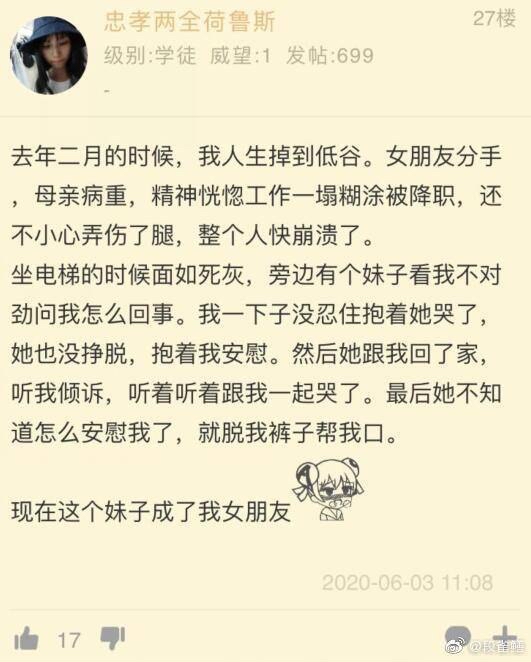 忠孝两全荷鲁斯
27楼
级别:学徒 威望:1 发帖:699
-
去年二月的时候，我人生掉到低谷。女朋友分手
，母亲病重，精神恍惚工作一塌糊涂被降职，还
不小心弄伤了腿，整个人快崩溃了。
坐电梯的时候面如死灰，旁边有个妹子看我不对
劲问我怎么回事。我一下子没忍住抱着她哭了，
她也没挣脱，抱着我安慰。然后她跟我回了家，
听我倾诉，听着听着跟我一起哭了。最后她不知
道怎么安慰我了，就脱我裤子帮我口。
现在这个妹子成了我女朋友
2020-06-03 11:08
17